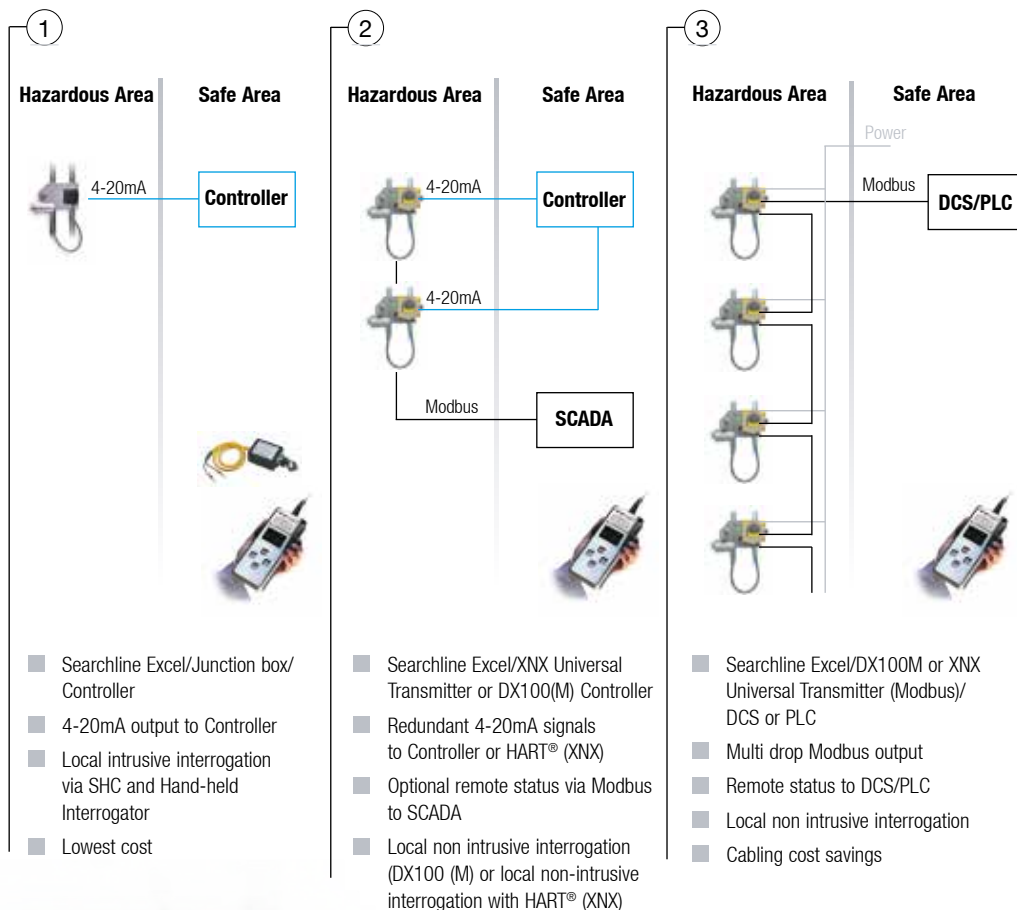 1
Hazardous Area
Safe Area
4-20mA
Controller
Searchline Excel/Junction box/
Controller
4-20mA output to Controller
Local intrusive interrogation
via SHC and Hand-held
Interrogator
Lowest cost
2
Hazardous Area
Safe Area
4-20mA
Controller
4-20mA
Modbus
SCADA
Searchline Excel/XNX Universal
Transmitter or DX100(M) Controller
Redundant 4-20mA signals
to Controller or HART® (XNX)
Optional remote status via Modbus
to SCADA
Local non intrusive interrogation
(DX100 (M) or local non-intrusive
interrogation with HART® (XNX)
3
Hazardous Area
Safe Area
Power
Modbus
DCS/PLC
Searchline Excel/DX100M or XNX
Universal Transmitter (Modbus)/
DCS or PLC
Multi drop Modbus output
Remote status to DCS/PLC
Local non intrusive interrogation
Cabling cost savings